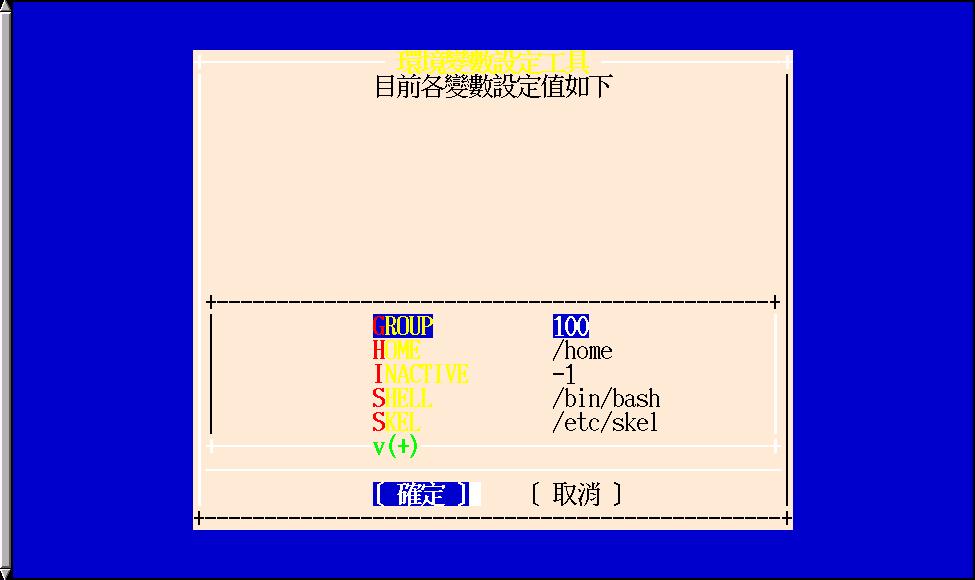 環境變數設定工具
目前各變數設定值如下
GROUP 100
HOME /home
INACTIVE -1
SHELL /bin/bash
SKEL /etc/skel
v(+)
[ 確定 ] [ 取消 ]